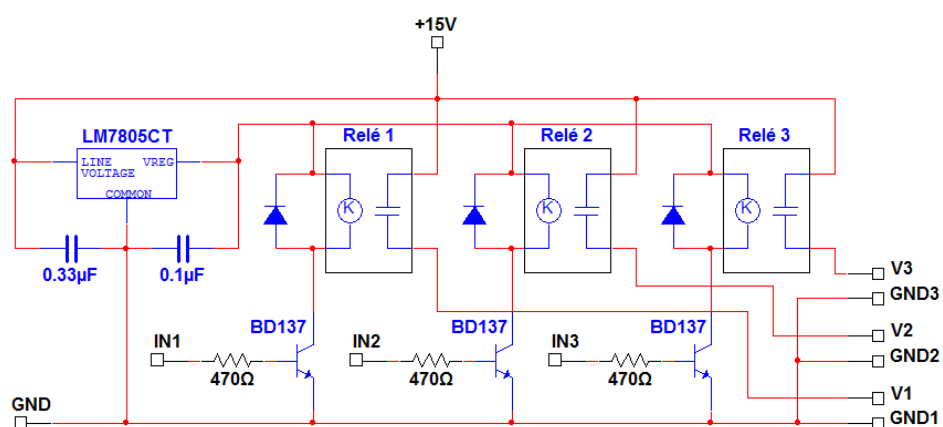 +15V
LM7805CT
LINE VREG
VOLTAGE
COMMON
Relé 1
Relé 2
Relé 3
K
K
K
0.33µF
0.1µF
V3
GND3
BD137
BD137
BD137
V2
IN1
IN2
IN3
GND2
470Ω
470Ω
470Ω
V1
GND
GND1